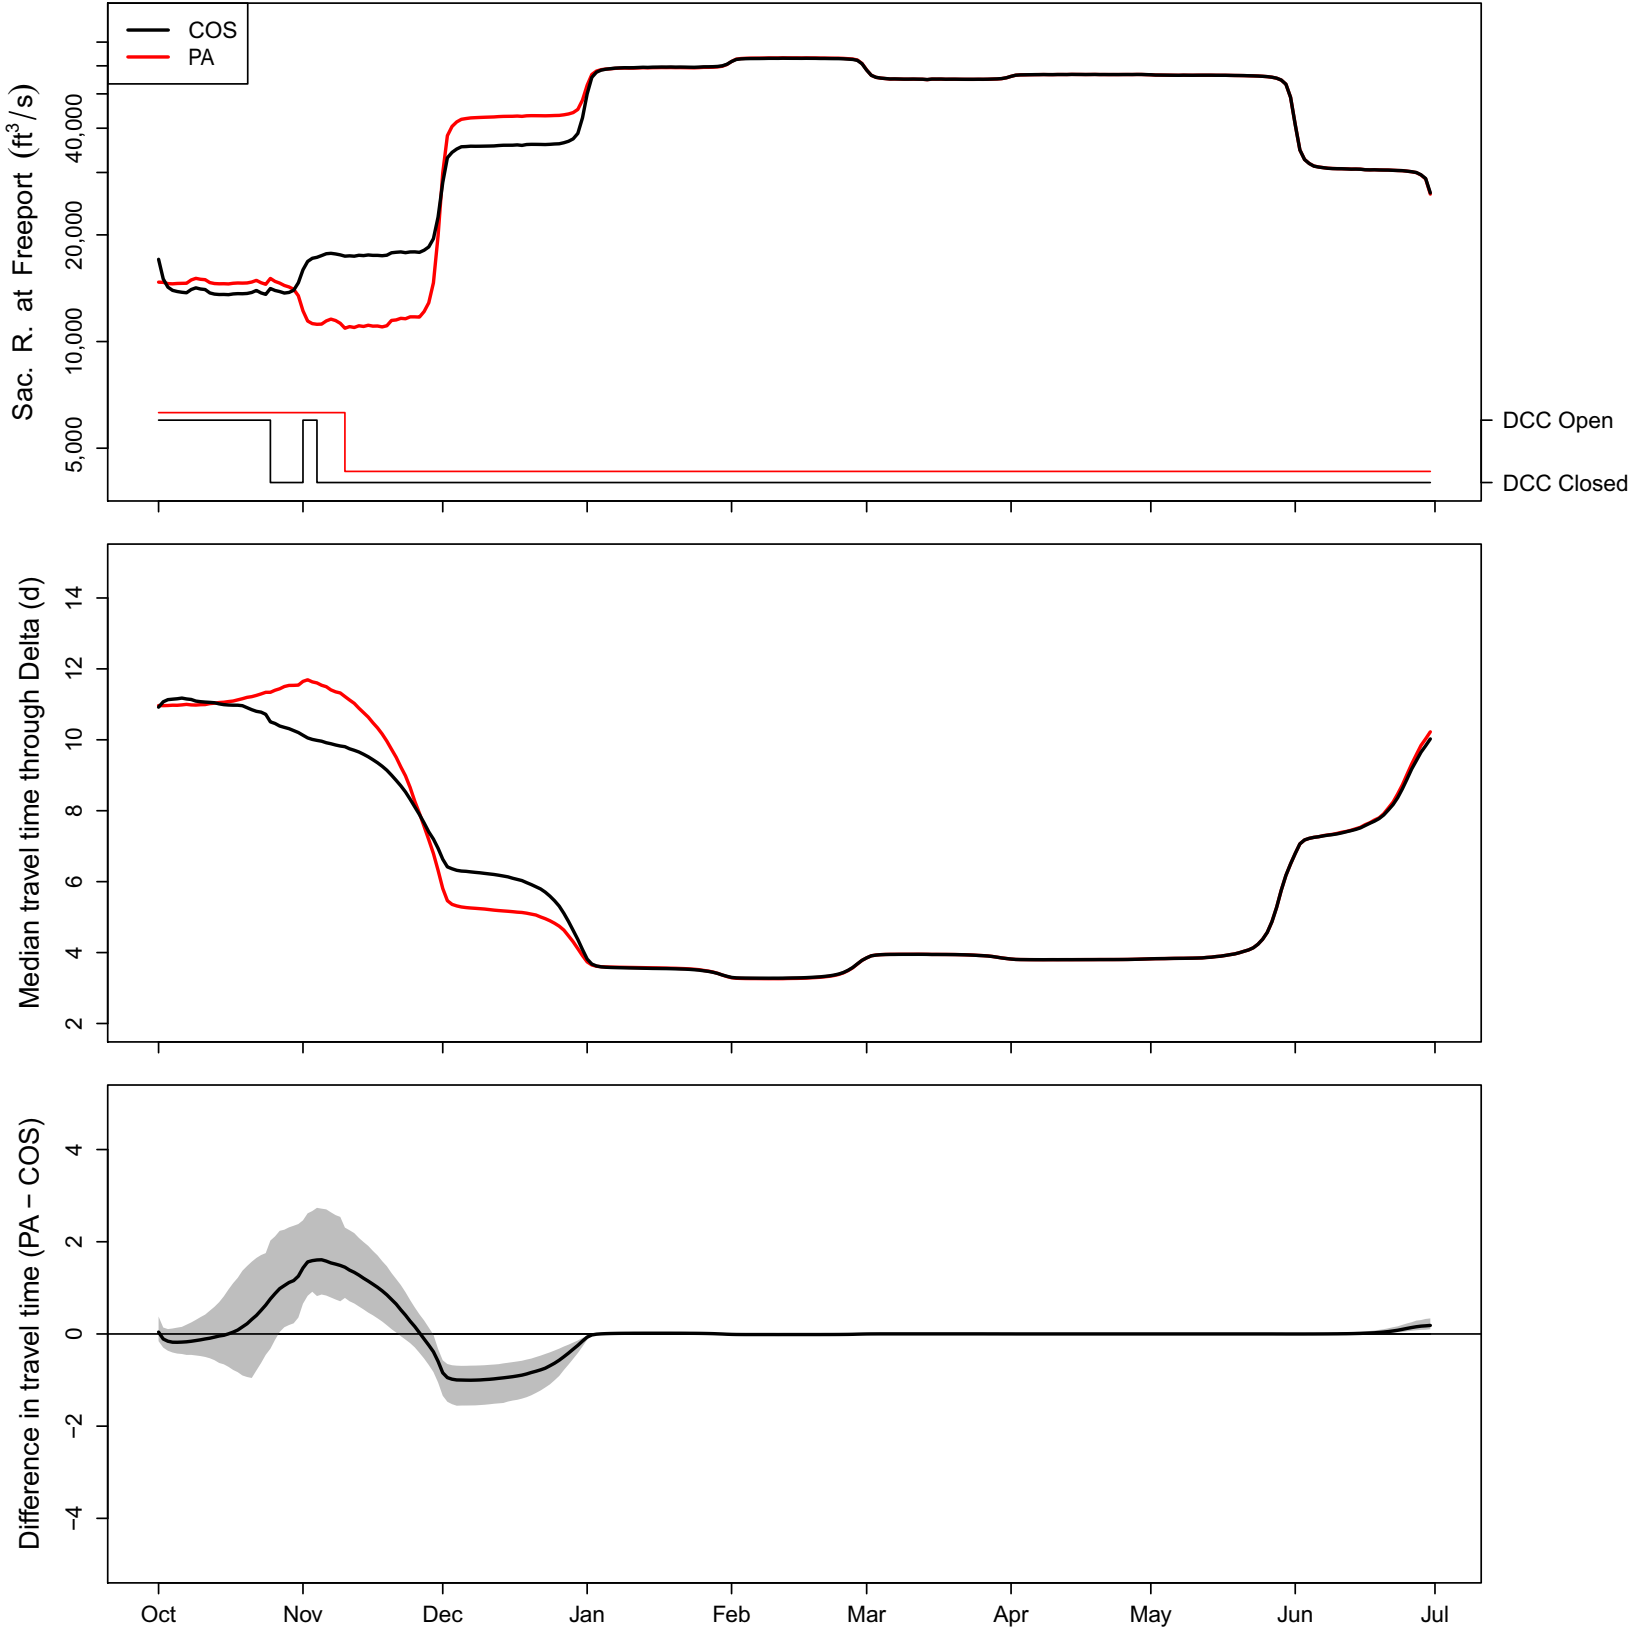 COS
PA
Sac. R. at Freeport (ft³/s)
40,000
20,000
10,000
5,000
DCC Open
DCC Closed
Median travel time through Delta (d)
14
12
10
8
6
4
2
Difference in travel time (PA − COS)
4
2
0
−2
−4
Oct Nov Dec Jan Feb Mar Apr May Jun Jul